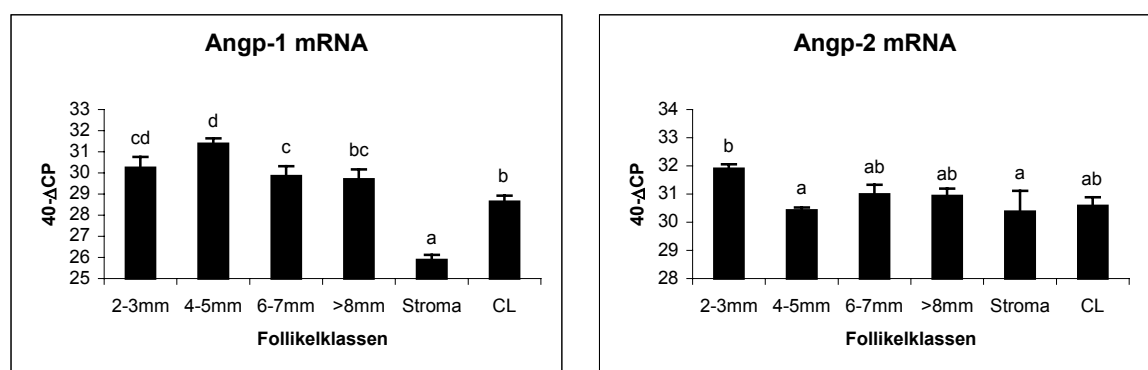 Angp-1 mRNA
33
32
31
30
29
28
27
26
25
40-ΔCP
cd
d
c
bc
a
b
2-3mm 4-5mm 6-7mm >8mm Stroma CL
Follikelklassen
Angp-2 mRNA
34
33
32
31
30
29
28
40-ΔCP
b
a
ab
ab
a
ab
2-3mm 4-5mm 6-7mm >8mm Stroma CL
Follikelklassen